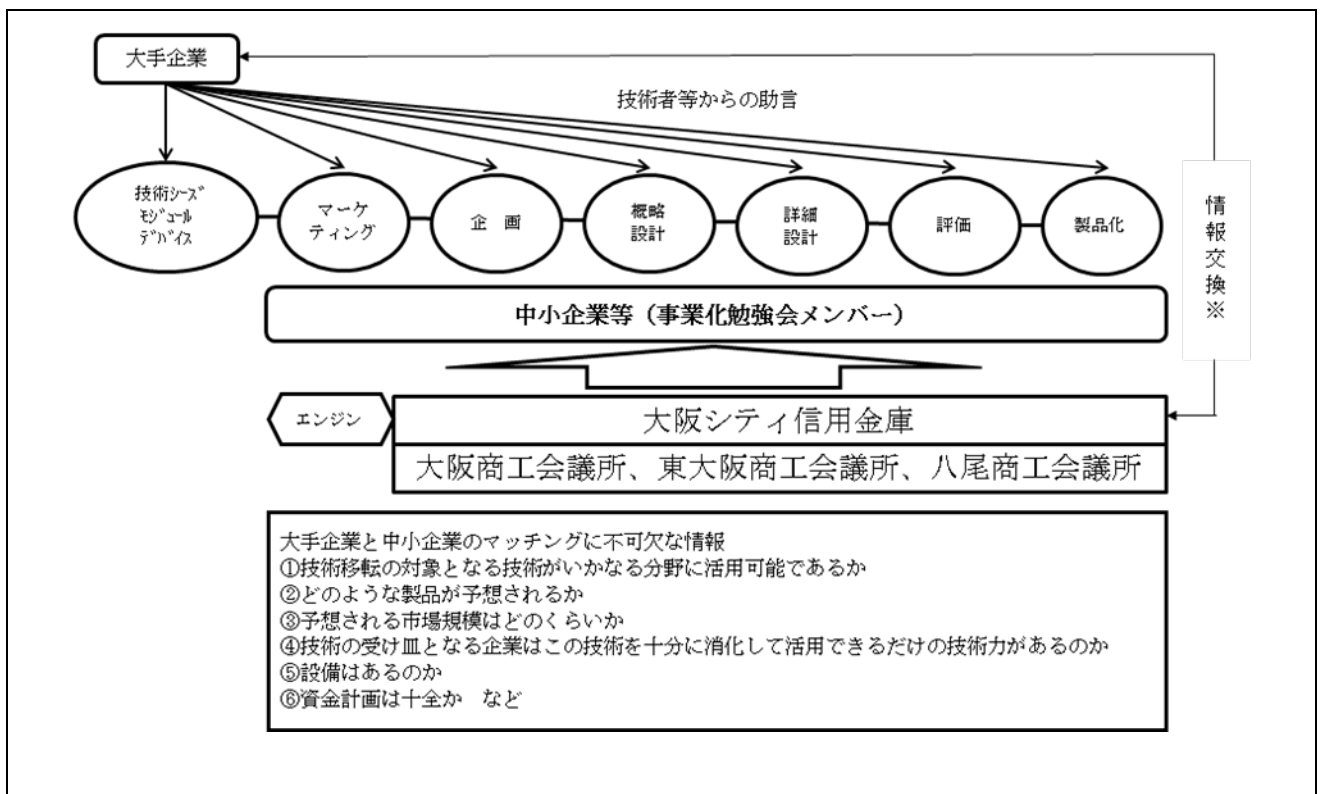 大手企業
技術者等からの助言
技術ｼｰｽﾞ
ﾓｼﾞｭｰﾙ
ﾃﾞﾊﾞｲｽ
マーケ
ティング
企　画
概略
設計
詳細
設計
評価
製品化
情報交換※
中小企業等（事業化勉強会メンバー）
エンジン
大阪シティ信用金庫
大阪商工会議所、東大阪商工会議所、八尾商工会議所
大手企業と中小企業のマッチングに不可欠な情報
①技術移転の対象となる技術がいかなる分野に活用可能であるか
②どのような製品が予想されるか
③予想される市場規模はどのくらいか
④技術の受け皿となる企業はこの技術を十分に消化して活用できるだけの技術力があるのか
⑤設備はあるのか
⑥資金計画は十全か　など